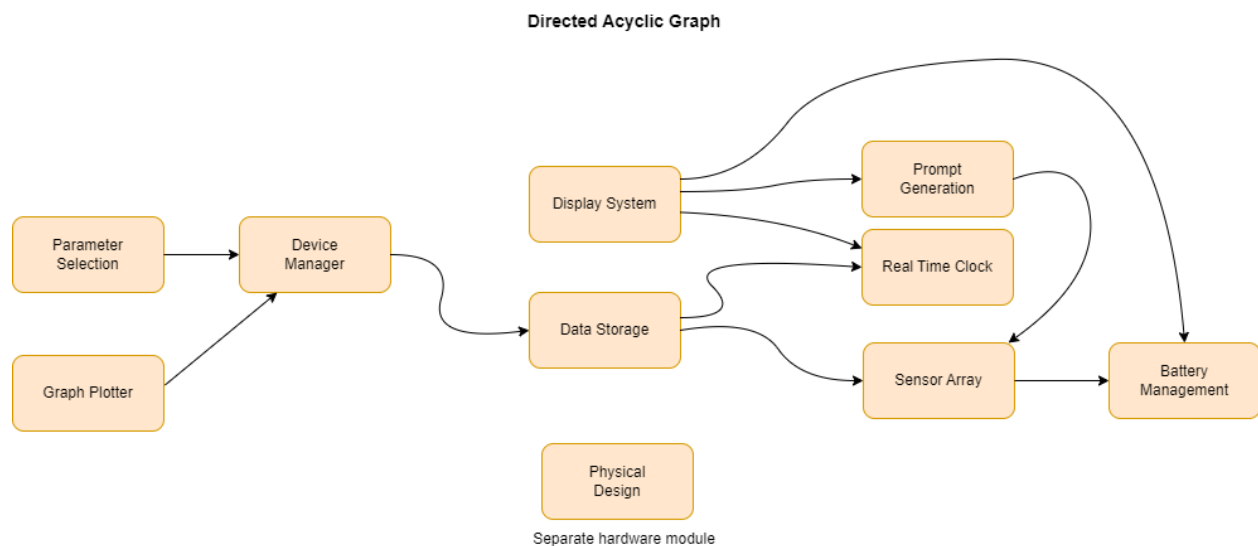 Directed Acyclic Graph
Prompt
Generation
Display System
Parameter
Selection
Device
Manager
Real Time Clock
Data Storage
Graph Plotter
Sensor Array
Battery
Management
Physical
Design
Separate hardware module